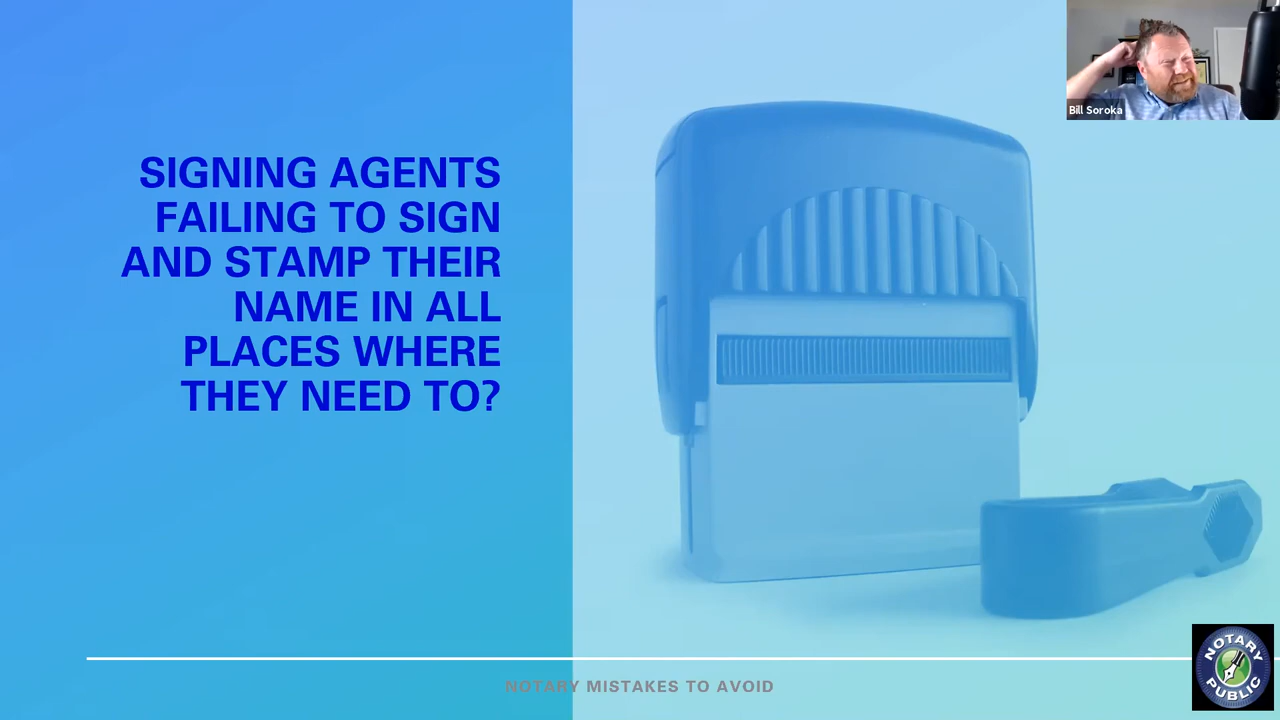 Bill Soroka
SIGNING AGENTS
FAILING TO SIGN
AND STAMP THEIR
NAME IN ALL
PLACES WHERE
THEY NEED TO?
NOTARY MISTAKES TO AVOID
NOTARY
PUBLIC